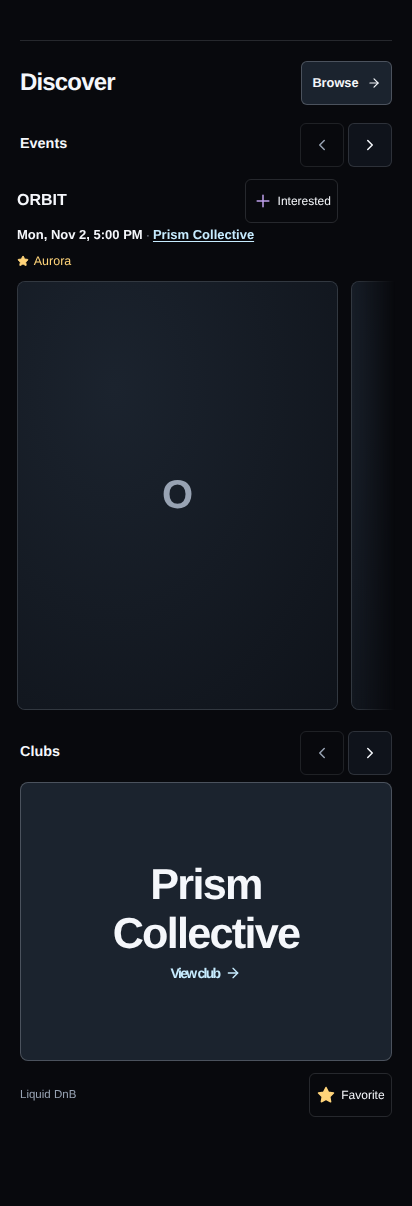 Discover
Browse
Events
ORBIT
Interested
Mon, Nov 2, 5:00 PM · Prism Collective
Aurora
O
Clubs
Prism
Collective
View club
Liquid DnB
Favorite